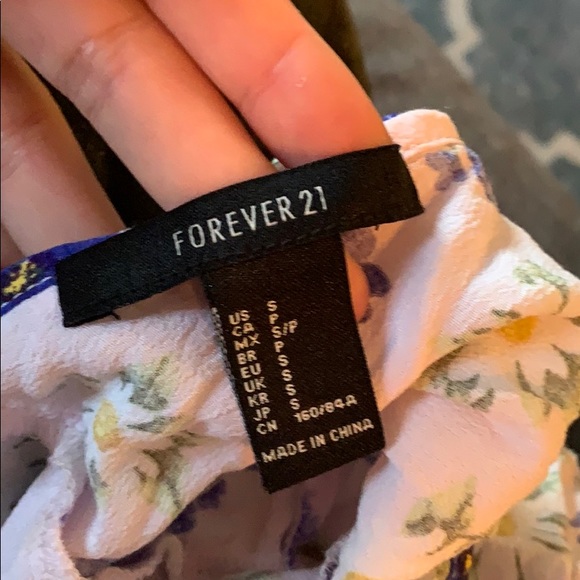 FOREVER 21
US S
CA P
MX S/P
BR P
EU S
UK S
KR S
JP S
CN 160/84A
MADE IN CHINA